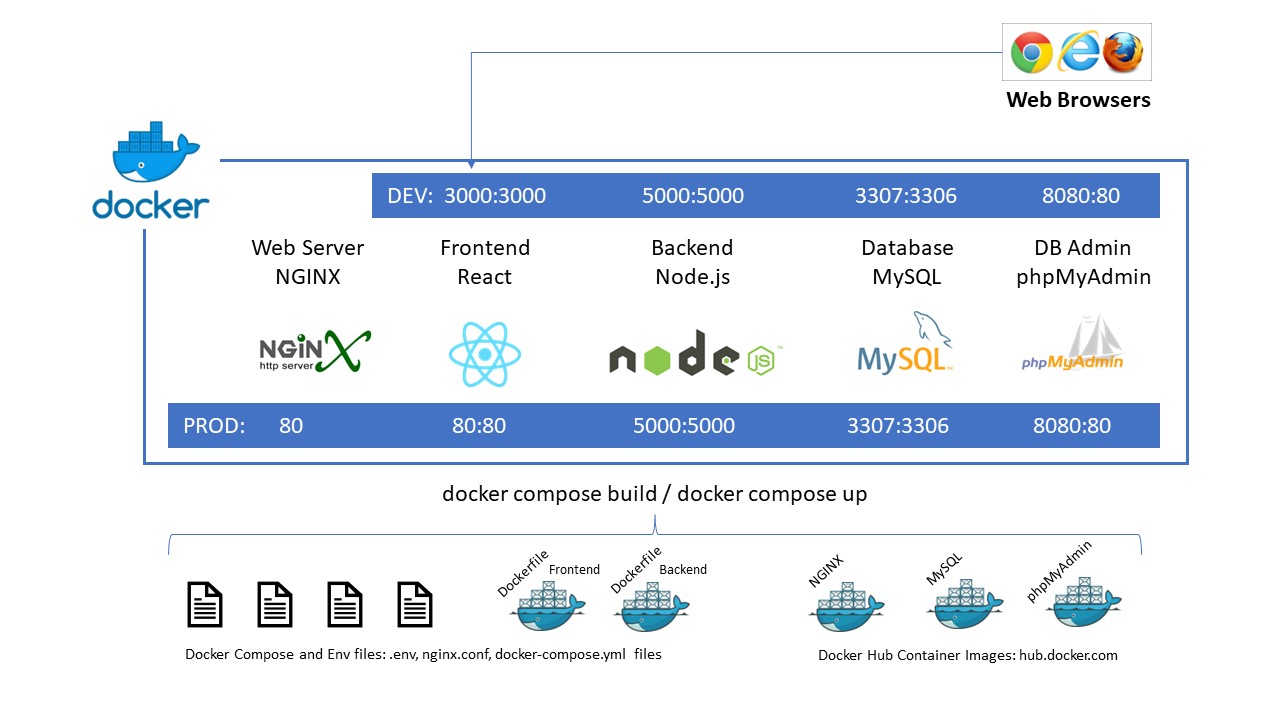 Web Browsers
docker
DEV: 3000:3000 5000:5000 3307:3306 8080:80
Web Server
NGINX
Frontend
React
Backend
Node.js
Database
MySQL
DB Admin
phpMyAdmin
NGiNX
http server
node JS ™
MySQL™
phpMyAdmin
PROD: 80 80:80 5000:5000 3307:3306 8080:80
docker compose build / docker compose up
Dockerfile
Frontend
Dockerfile
Backend
NGINX
MySQL
phpMyAdmin
Docker Compose and Env files: .env, nginx.conf, docker-compose.yml files
Docker Hub Container Images: hub.docker.com